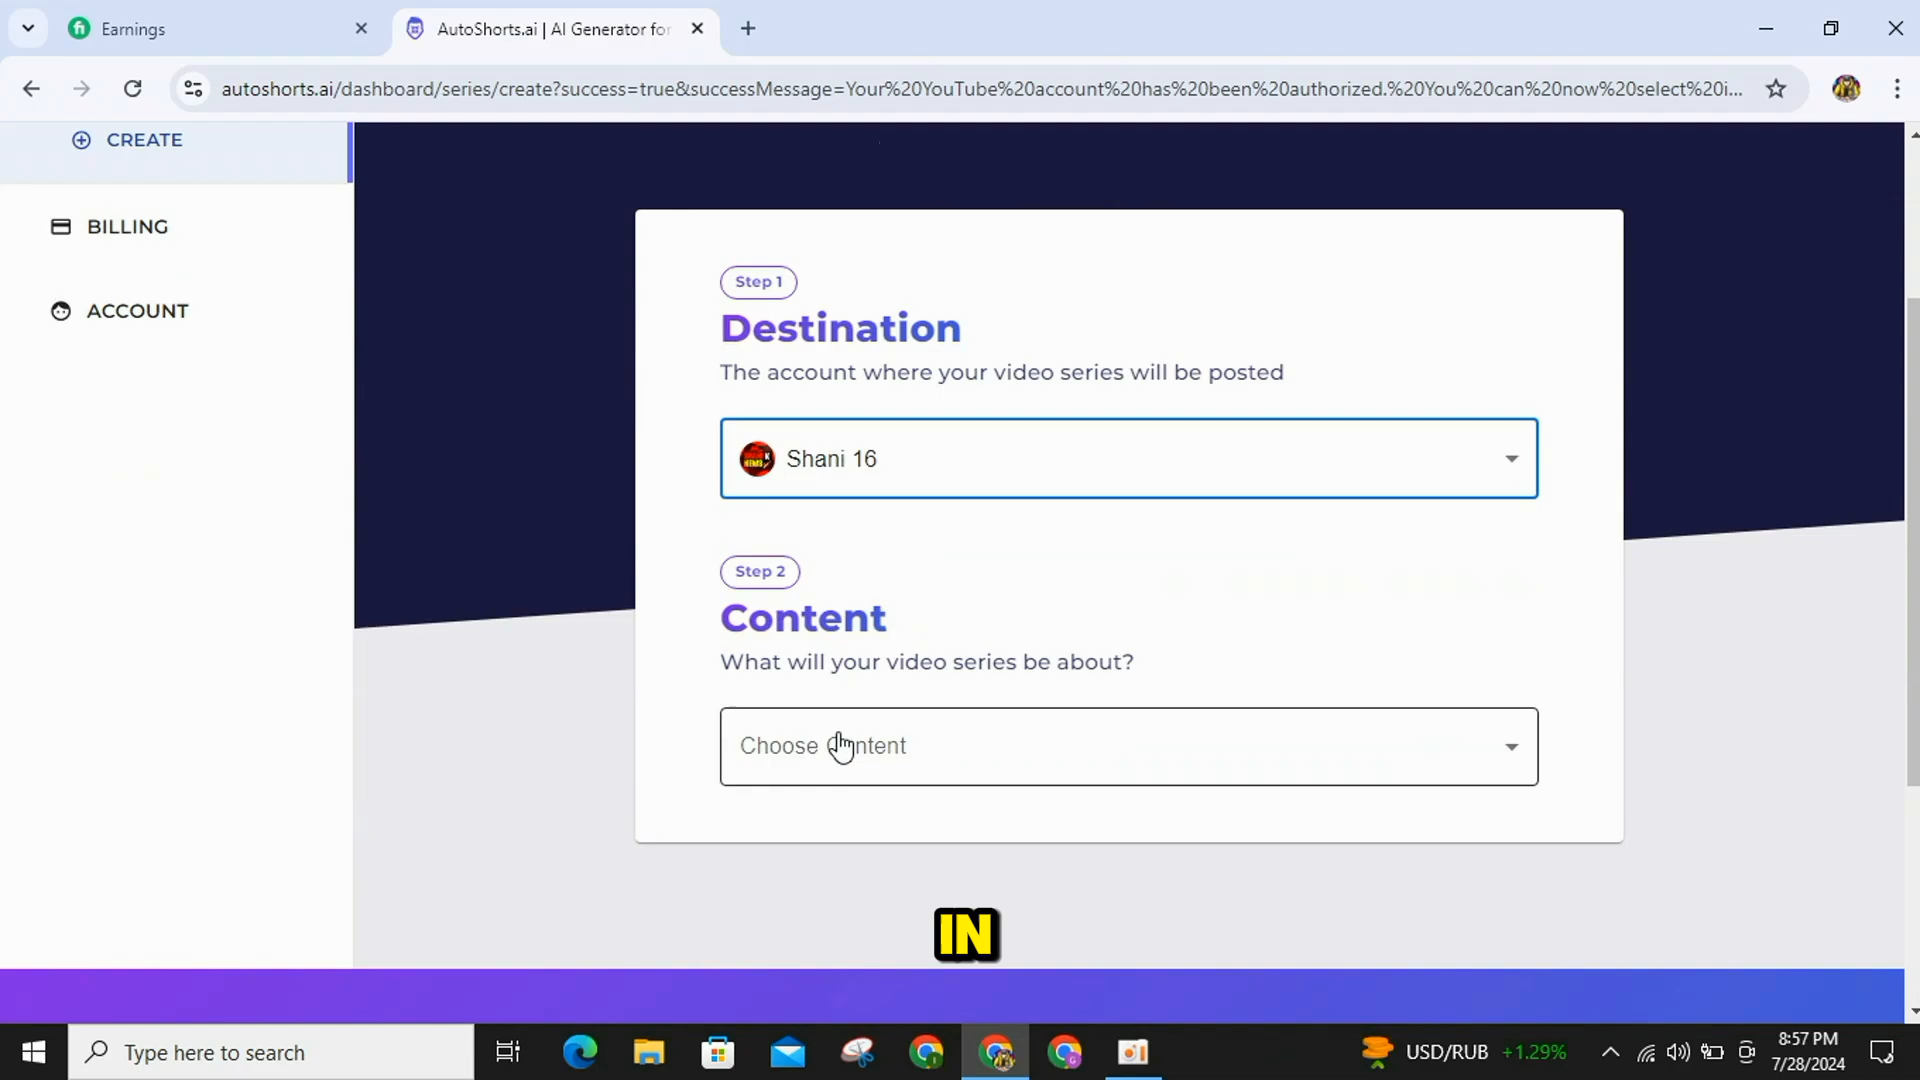 Earnings
AutoShorts.ai | AI Generator for
autoshorts.ai/dashboard/series/create?success=true&successMessage=Your%20YouTube%20account%20has%20been%20authorized.%20You%20can%20now%20select%20i...
CREATE
BILLING
ACCOUNT
Step 1
Destination
The account where your video series will be posted
Shani 16
Step 2
Content
What will your video series be about?
Choose Content
IN
Type here to search
USD/RUB +1.29%
8:57 PM
7/28/2024